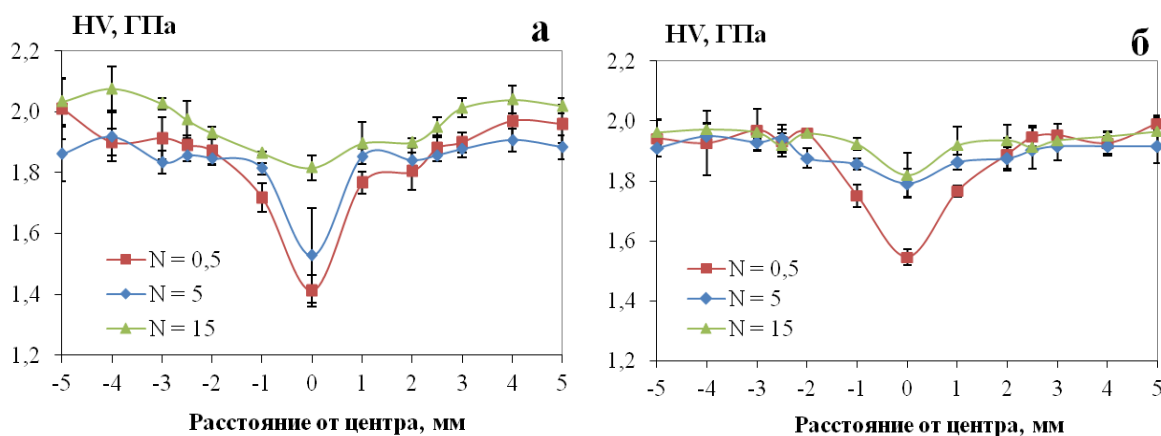 HV, ГПа
а
2,2
2,0
1,8
1,6
1,4
1,2
N = 0,5
N = 5
N = 15
-5 -4 -3 -2 -1 0 1 2 3 4 5
Расстояние от центра, мм
HV, ГПа
б
2,2
2,0
1,8
1,6
1,4
1,2
N = 0,5
N = 5
N = 15
-5 -4 -3 -2 -1 0 1 2 3 4 5
Расстояние от центра, мм